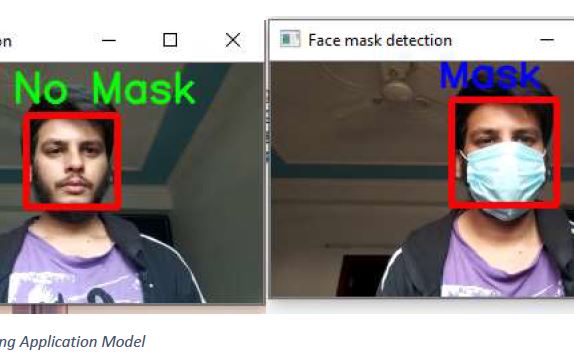 on
No Mask
Face mask detection
Mask
ng Application Model